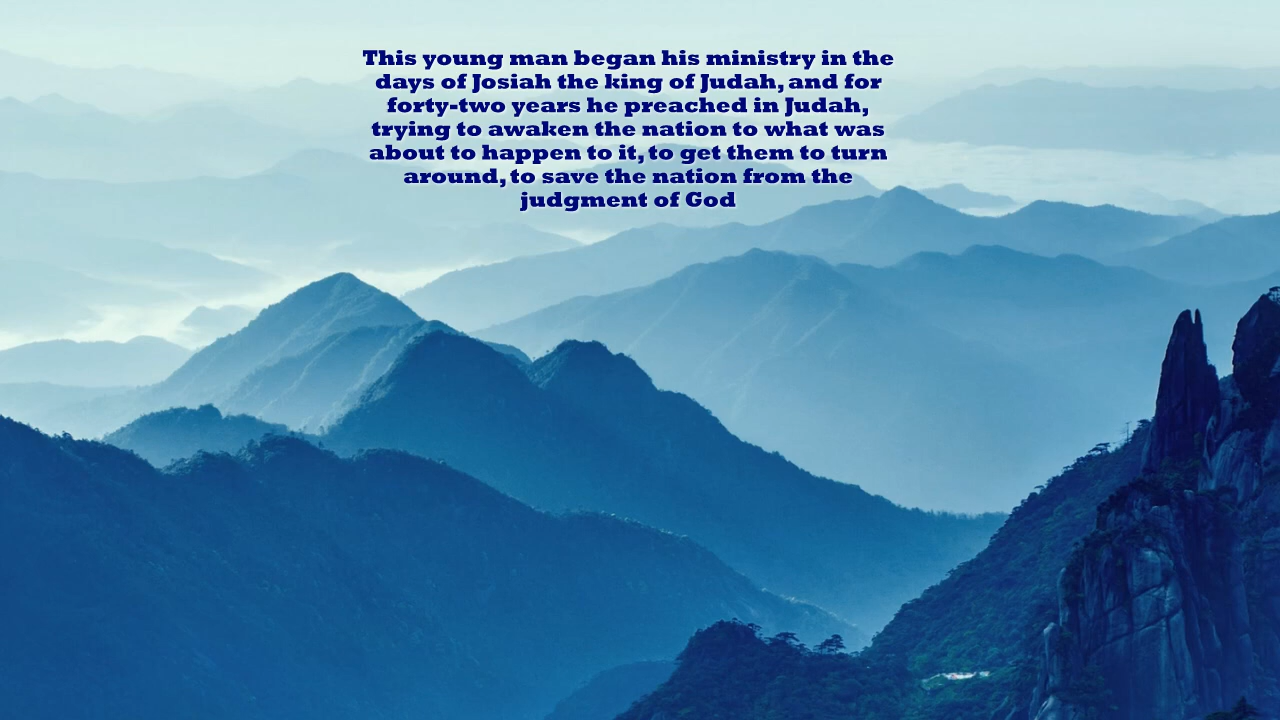 This young man began his ministry in the
days of Josiah the king of Judah, and for
forty-two years he preached in Judah,
trying to awaken the nation to what was
about to happen to it, to get them to turn
around, to save the nation from the
judgment of God